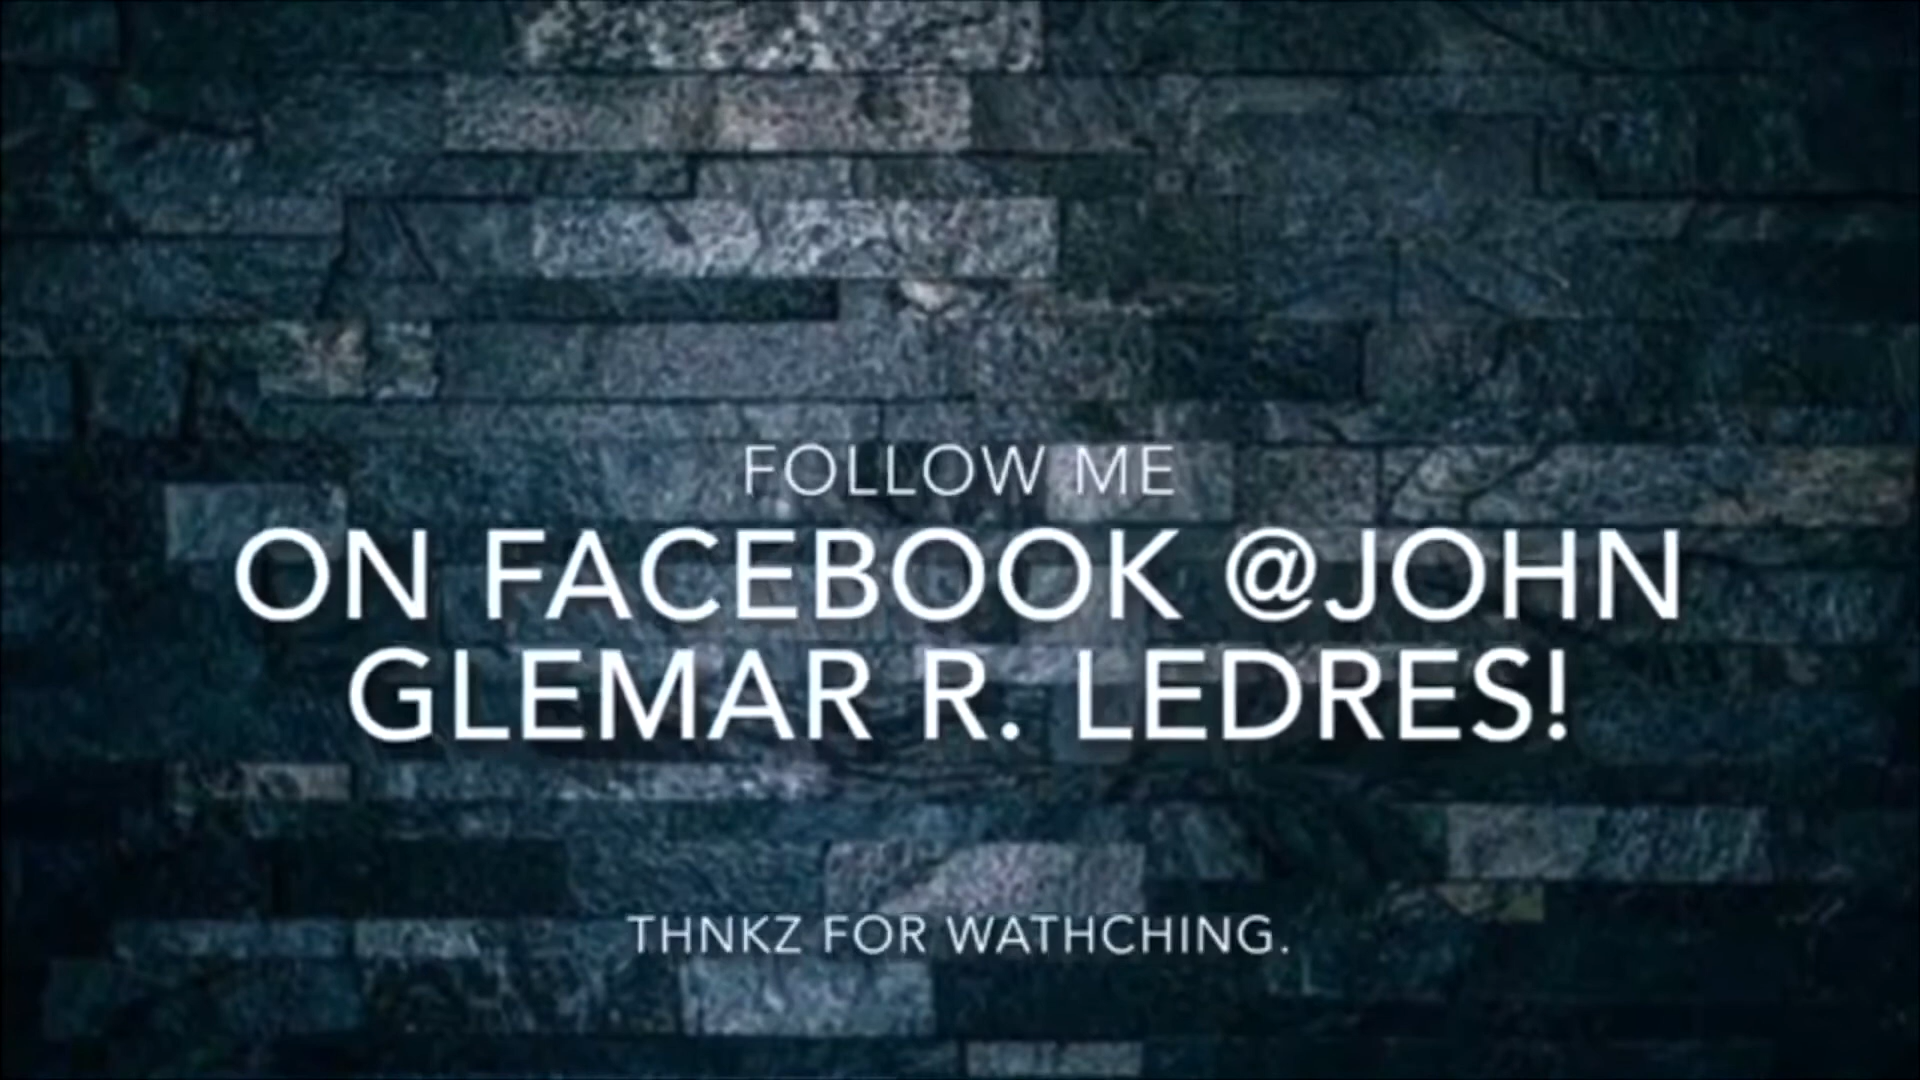 FOLLOW ME
ON FACEBOOK @JOHN
GLEMAR R. LEDRES!
THNKZ FOR WATHCHING.